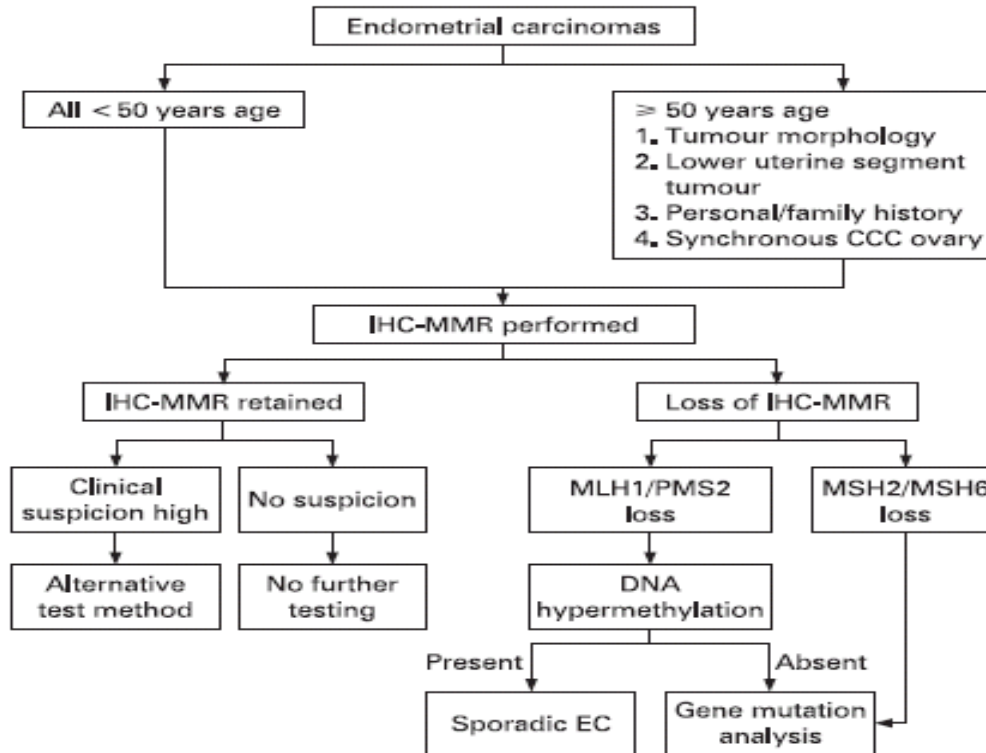 Endometrial carcinomas
All < 50 years age
⩾ 50 years age
1. Tumour morphology
2. Lower uterine segment
tumour
3. Personal/family history
4. Synchronous CCC ovary
IHC-MMR performed
IHC-MMR retained
Loss of IHC-MMR
Clinical
suspicion high
No suspicion
MLH1/PMS2
loss
MSH2/MSH6
loss
Alternative
test method
No further
testing
DNA
hypermethylation
Present
Absent
Sporadic EC
Gene mutation
analysis